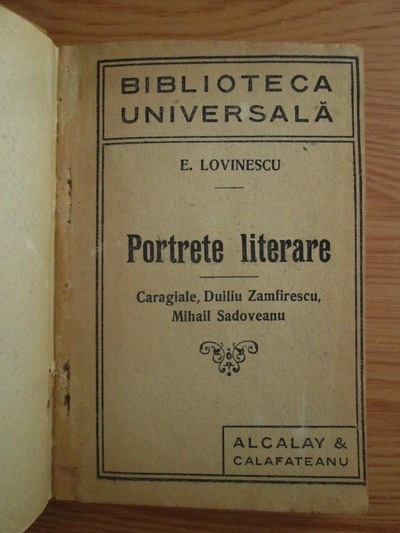 BIBLIOTECA
UNIVERSALĂ
E. LOVINESCU
Portrete literare
Caragiale, Duiliu Zamfirescu,
Mihail Sadoveanu
ALCALAY &
CALAFATEANU